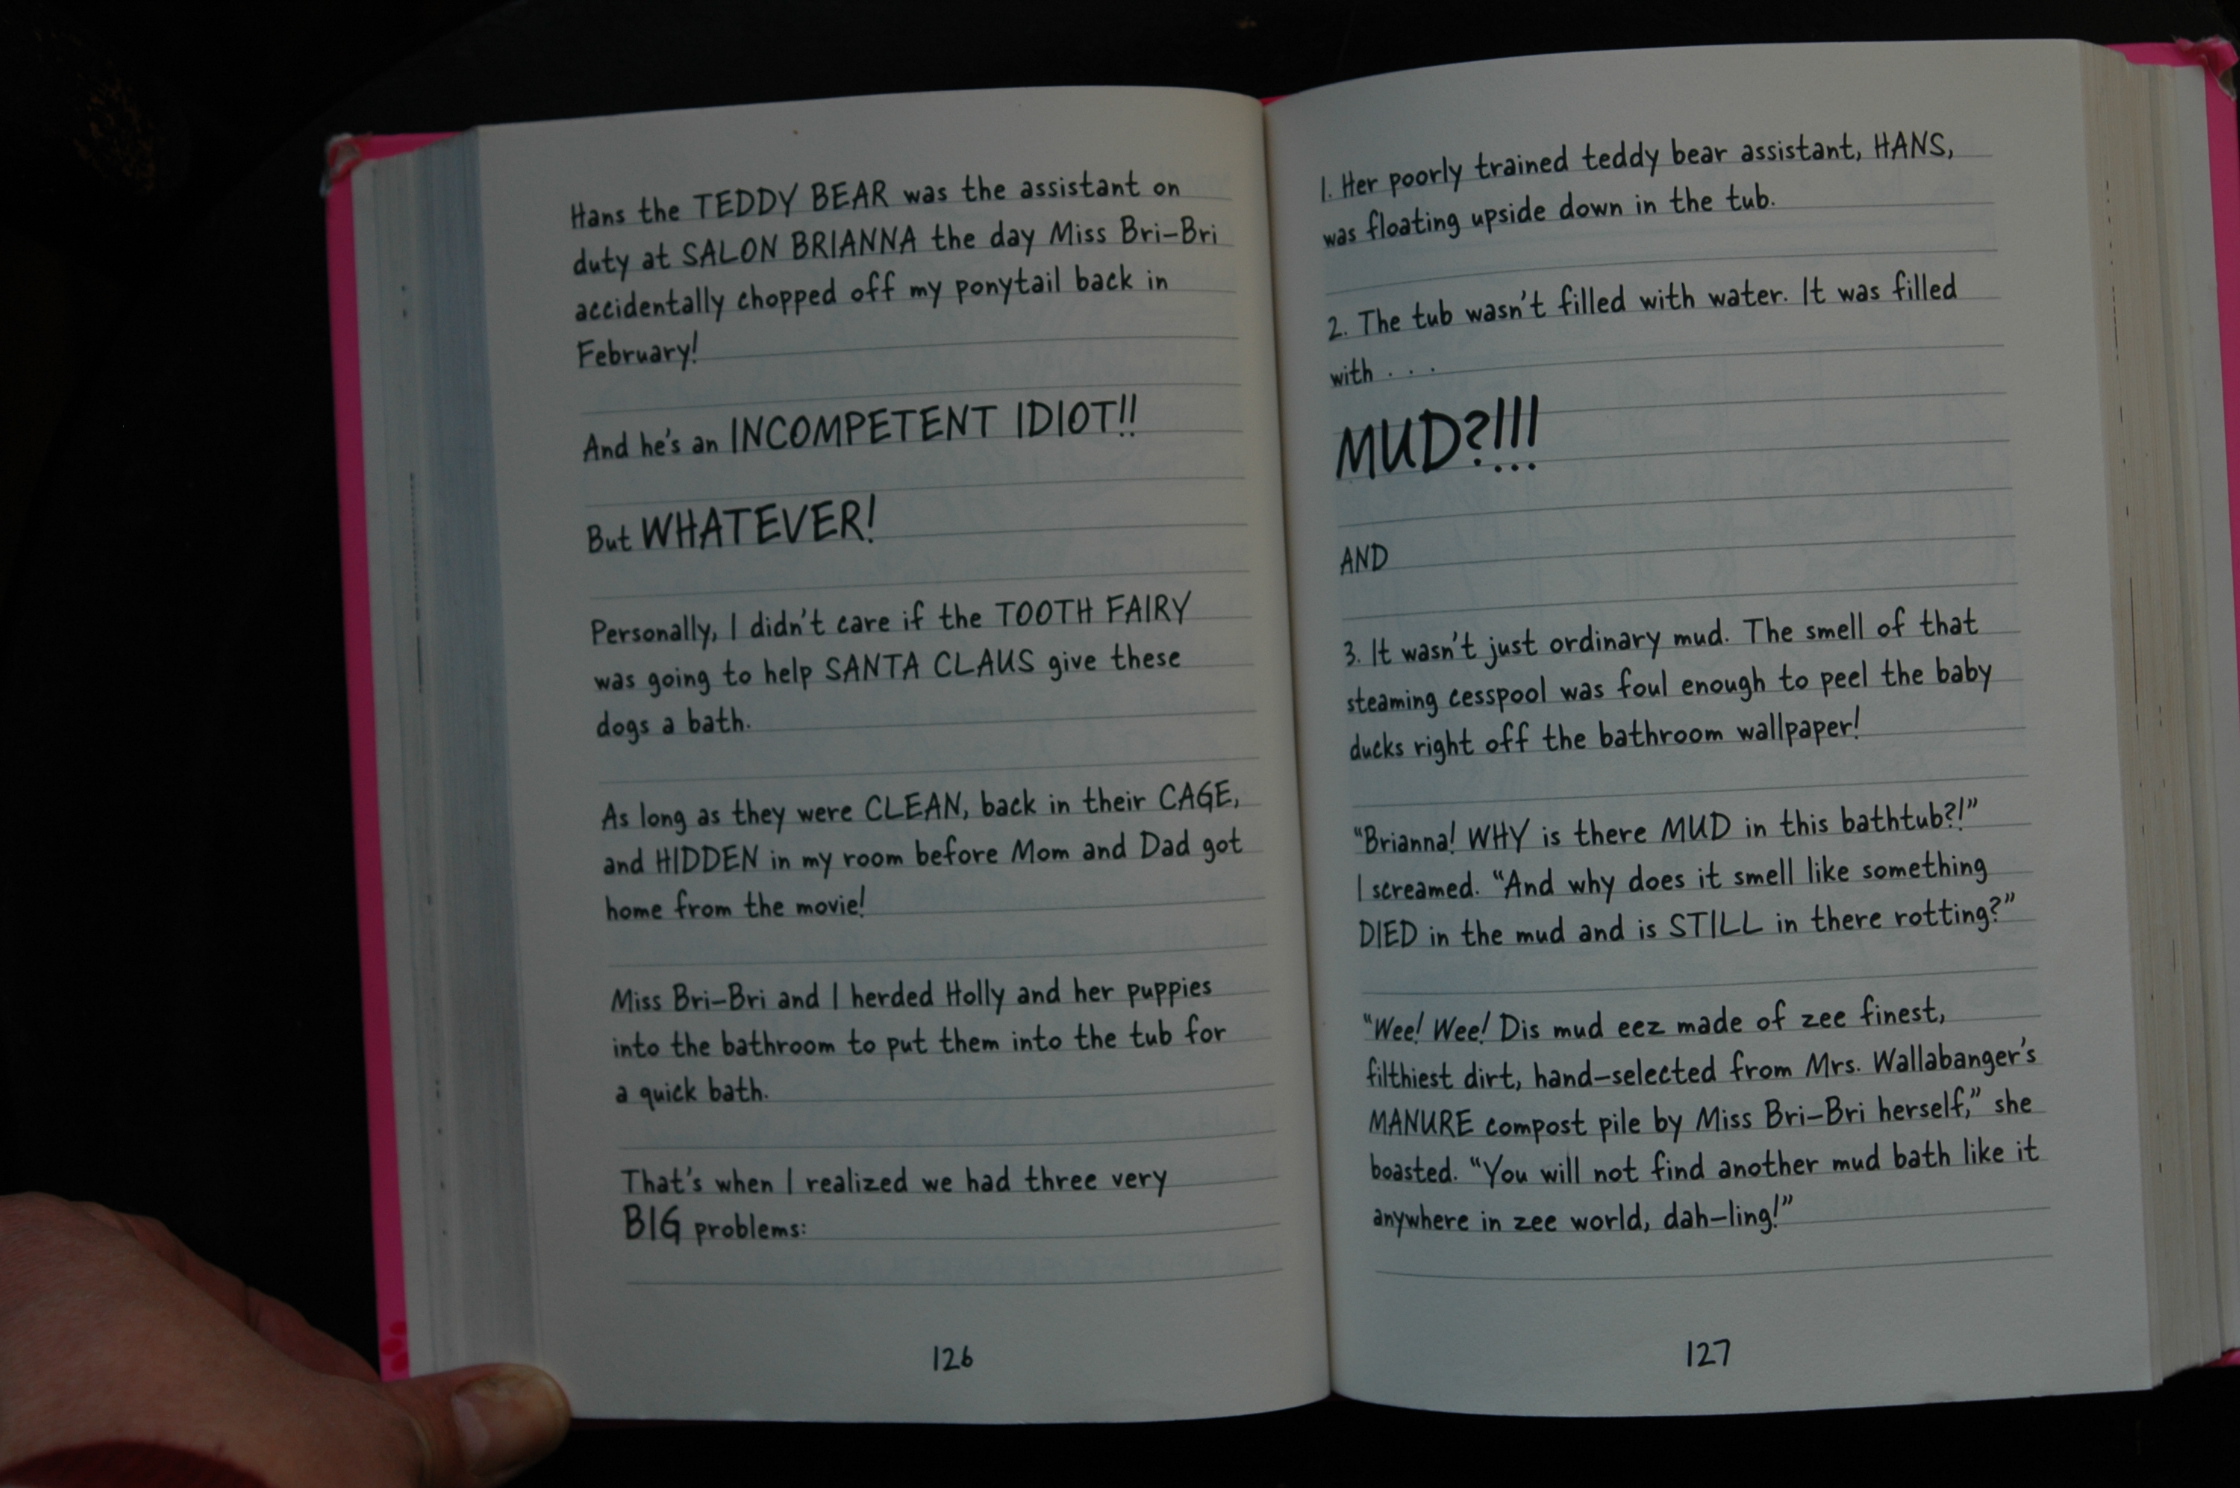 Hans the TEDDY BEAR was the assistant on
duty at SALON BRIANNA the day Miss Bri-Bri
accidentally chopped off my ponytail back in
February!
And he's an INCOMPETENT IDIOT!!
But WHATEVER!
Personally, I didn't care if the TOOTH FAIRY
was going to help SANTA CLAUS give these
dogs a bath.
As long as they were CLEAN, back in their CAGE,
and HIDDEN in my room before Mom and Dad got
home from the movie!
Miss Bri-Bri and I herded Holly and her puppies
into the bathroom to put them into the tub for
a quick bath.
That's when I realized we had three very
BIG problems:
126
1. Her poorly trained teddy bear assistant, HANS,
was floating upside down in the tub.
2. The tub wasn't filled with water. It was filled
with . . .
MUD?!!!
AND
3. It wasn't just ordinary mud. The smell of that
steaming cesspool was foul enough to peel the baby
ducks right off the bathroom wallpaper!
"Brianna! WHY is there MUD in this bathtub?!"
I screamed. "And why does it smell like something
DIED in the mud and is STILL in there rotting?"
"Wee! Wee! Dis mud eez made of zee finest,
filthiest dirt, hand-selected from Mrs. Wallabanger's
MANURE compost pile by Miss Bri-Bri herself," she
boasted. "You will not find another mud bath like it
anywhere in zee world, dah-ling!"
127